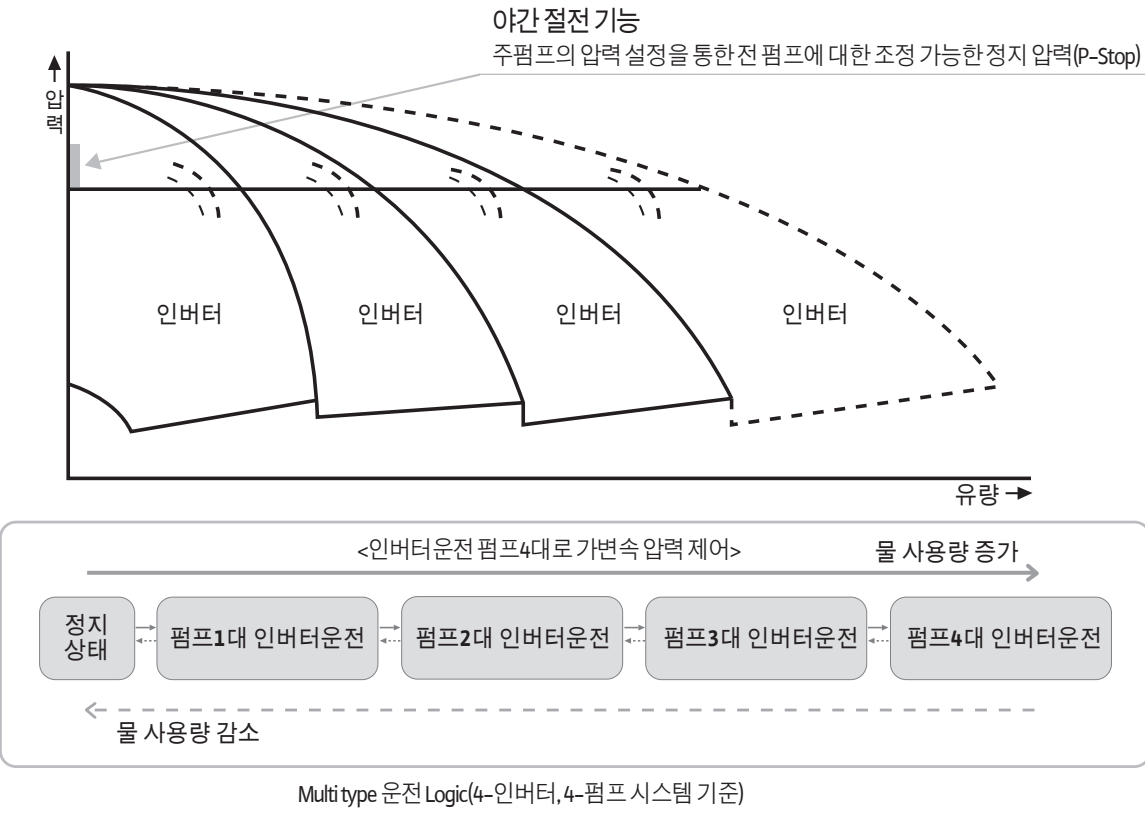 야간 절전 기능
주펌프의 압력 설정을 통한 전 펌프에 대한 조정 가능한 정지 압력(P-Stop)
압력
인버터
인버터
인버터
인버터
유량
<인버터운전 펌프4대로 가변속 압력 제어>
물 사용량 증가
정지
상태
펌프1대 인버터운전
펌프2대 인버터운전
펌프3대 인버터운전
펌프4대 인버터운전
물 사용량 감소
Multi type 운전 Logic(4-인버터, 4-펌프 시스템 기준)